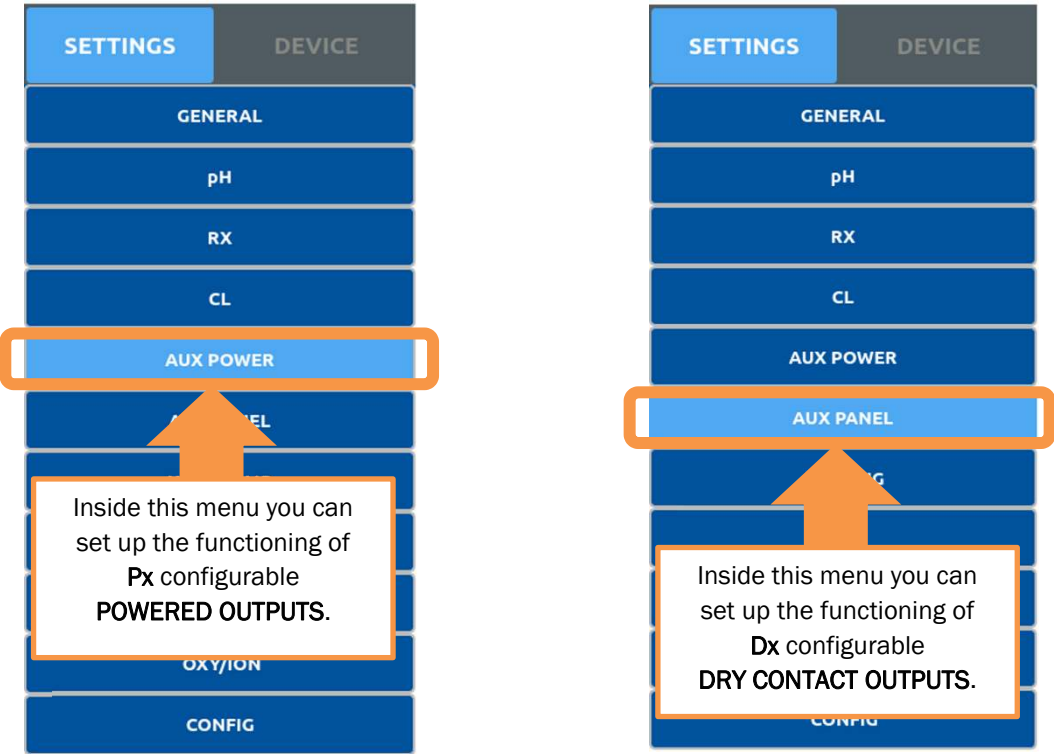 SETTINGS DEVICE
GENERAL
pH
RX
CL
AUX POWER
Inside this menu you can
set up the functioning of
Px configurable
POWERED OUTPUTS.
OXY/ION
CONFIG
SETTINGS DEVICE
GENERAL
pH
RX
CL
AUX POWER
AUX PANEL
Inside this menu you can
set up the functioning of
Dx configurable
DRY CONTACT OUTPUTS.
CONFIG